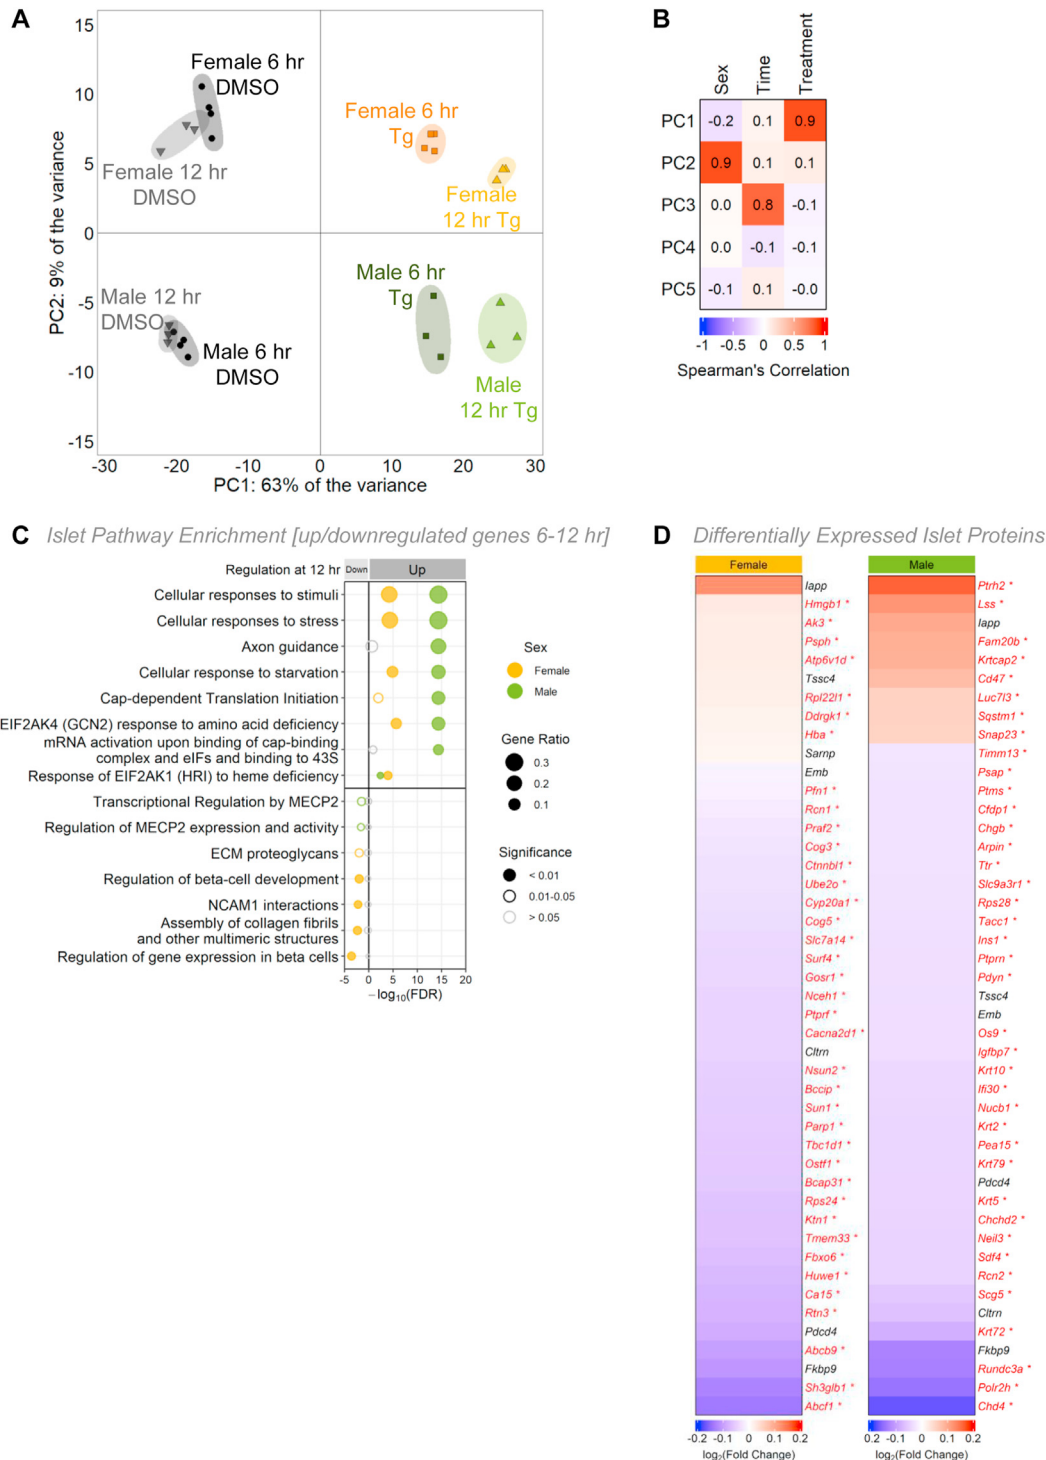 A
15
10
5
0
-5
-10
-15
PC2: 9% of the variance
Female 6 hr
DMSO
Female 12 hr
DMSO
Female 6 hr
Tg
Female
12 hr Tg
Male 12 hr
DMSO
Male 6 hr
DMSO
Male 6 hr
Tg
Male
12 hr Tg
-30 -20 -10 0 10 20 30
PC1: 63% of the variance
B
Sex Time Treatment
PC1 -0.2 0.1 0.9
PC2 0.9 0.1 0.1
PC3 0.0 0.8 -0.1
PC4 0.0 -0.1 -0.1
PC5 -0.1 0.1 -0.0
-1 -0.5 0 0.5 1
Spearman's Correlation
C Islet Pathway Enrichment [up/downregulated genes 6-12 hr]
Regulation at 12 hr Down Up
Cellular responses to stimuli
Cellular responses to stress
Axon guidance
Cellular response to starvation
Cap-dependent Translation Initiation
EIF2AK4 (GCN2) response to amino acid deficiency
mRNA activation upon binding of cap-binding
complex and eIFs and binding to 43S
Response of EIF2AK1 (HRI) to heme deficiency
Transcriptional Regulation by MECP2
Regulation of MECP2 expression and activity
ECM proteoglycans
Regulation of beta-cell development
NCAM1 interactions
Assembly of collagen fibrils
and other multimeric structures
Regulation of gene expression in beta cells
-5 0 5 10 15 20
−log10(FDR)
Sex
Female
Male
Gene Ratio
0.3
0.2
0.1
Significance
< 0.01
0.01-0.05
> 0.05
D Differentially Expressed Islet Proteins
Female
Iapp
Hmgb1 *
Ak3 *
Psph *
Atp6v1d *
Tssc4
Rpl22l1 *
Ddrgk1 *
Hba *
Sarnp
Emb
Pfn1 *
Rcn1 *
Praf2 *
Cog3 *
Ctnnbl1 *
Ube2o *
Cyp20a1 *
Cog5 *
Slc7a14 *
Surf4 *
Gosr1 *
Nceh1 *
Ptprf *
Cacna2d1 *
Cltrn
Nsun2 *
Bccip *
Sun1 *
Parp1 *
Tbc1d1 *
Ostf1 *
Bcap31 *
Rps24 *
Ktn1 *
Tmem33 *
Fbxo6 *
Huwe1 *
Ca15 *
Rtn3 *
Pdcd4
Abcb9 *
Fkbp9
Sh3glb1 *
Abcf1 *
-0.2 -0.1 0 0.1 0.2
log2(Fold Change)
Male
Ptrh2 *
Lss *
Iapp
Fam20b *
Krtcap2 *
Cd47 *
Luc7l3 *
Sqstm1 *
Snap23 *
Timm13 *
Psap *
Ptms *
Cfdp1 *
Chgb *
Arpin *
Ttr *
Slc9a3r1 *
Rps28 *
Tacc1 *
Ins1 *
Ptprn *
Pdyn *
Tssc4
Emb
Os9 *
Igfbp7 *
Krt10 *
Ifi30 *
Nucb1 *
Krt2 *
Pea15 *
Krt79 *
Pdcd4
Krt5 *
Chchd2 *
Neil3 *
Sdf4 *
Rcn2 *
Scg5 *
Cltrn
Krt72 *
Fkbp9
Rundc3a *
Polr2h *
Chd4 *
0.2 -0.1 0 0.1 0.2
log2(Fold Change)